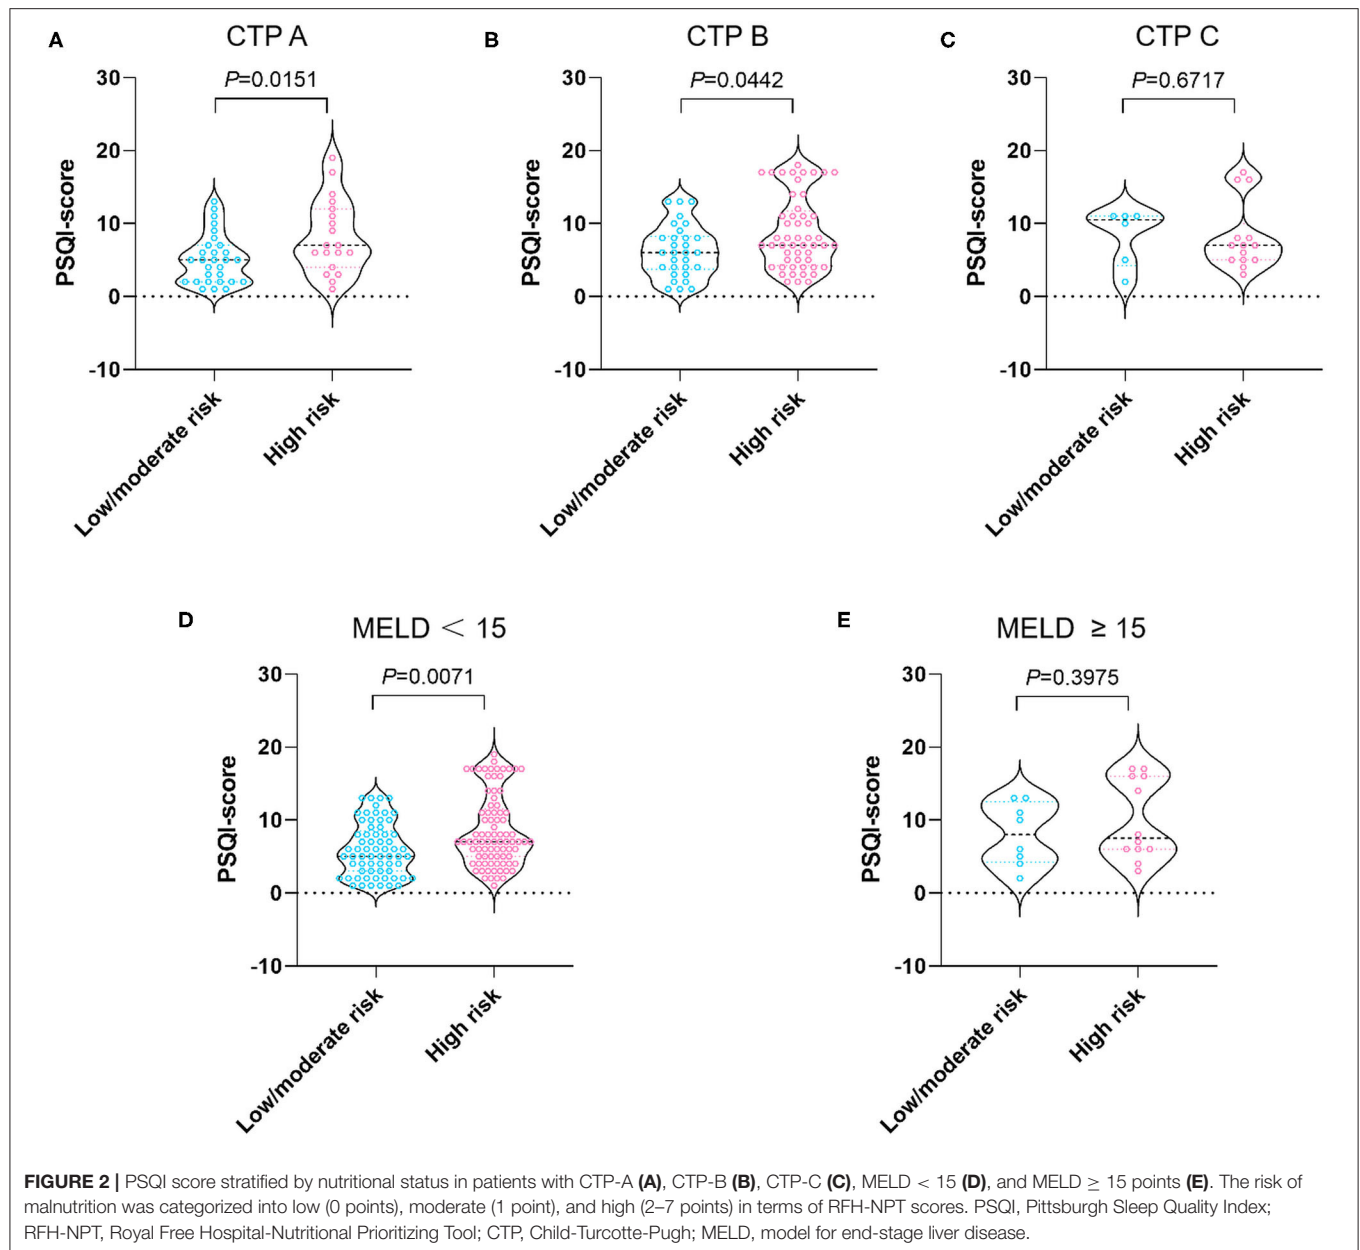 A
CTP A
30
20
10
0
-10
PSQI-score
P=0.0151
Low/moderate risk
High risk
B
CTP B
30
20
10
0
-10
PSQI-score
P=0.0442
Low/moderate risk
High risk
C
CTP C
30
20
10
0
-10
PSQI-score
P=0.6717
Low/moderate risk
High risk
D
MELD < 15
30
20
10
0
-10
PSQI-score
P=0.0071
Low/moderate risk
High risk
E
MELD ≥ 15
30
20
10
0
-10
PSQI-score
P=0.3975
Low/moderate risk
High risk
FIGURE 2 | PSQI score stratified by nutritional status in patients with CTP-A (A), CTP-B (B), CTP-C (C), MELD < 15 (D), and MELD ≥ 15 points (E). The risk of
malnutrition was categorized into low (0 points), moderate (1 point), and high (2–7 points) in terms of RFH-NPT scores. PSQI, Pittsburgh Sleep Quality Index;
RFH-NPT, Royal Free Hospital-Nutritional Prioritizing Tool; CTP, Child-Turcotte-Pugh; MELD, model for end-stage liver disease.